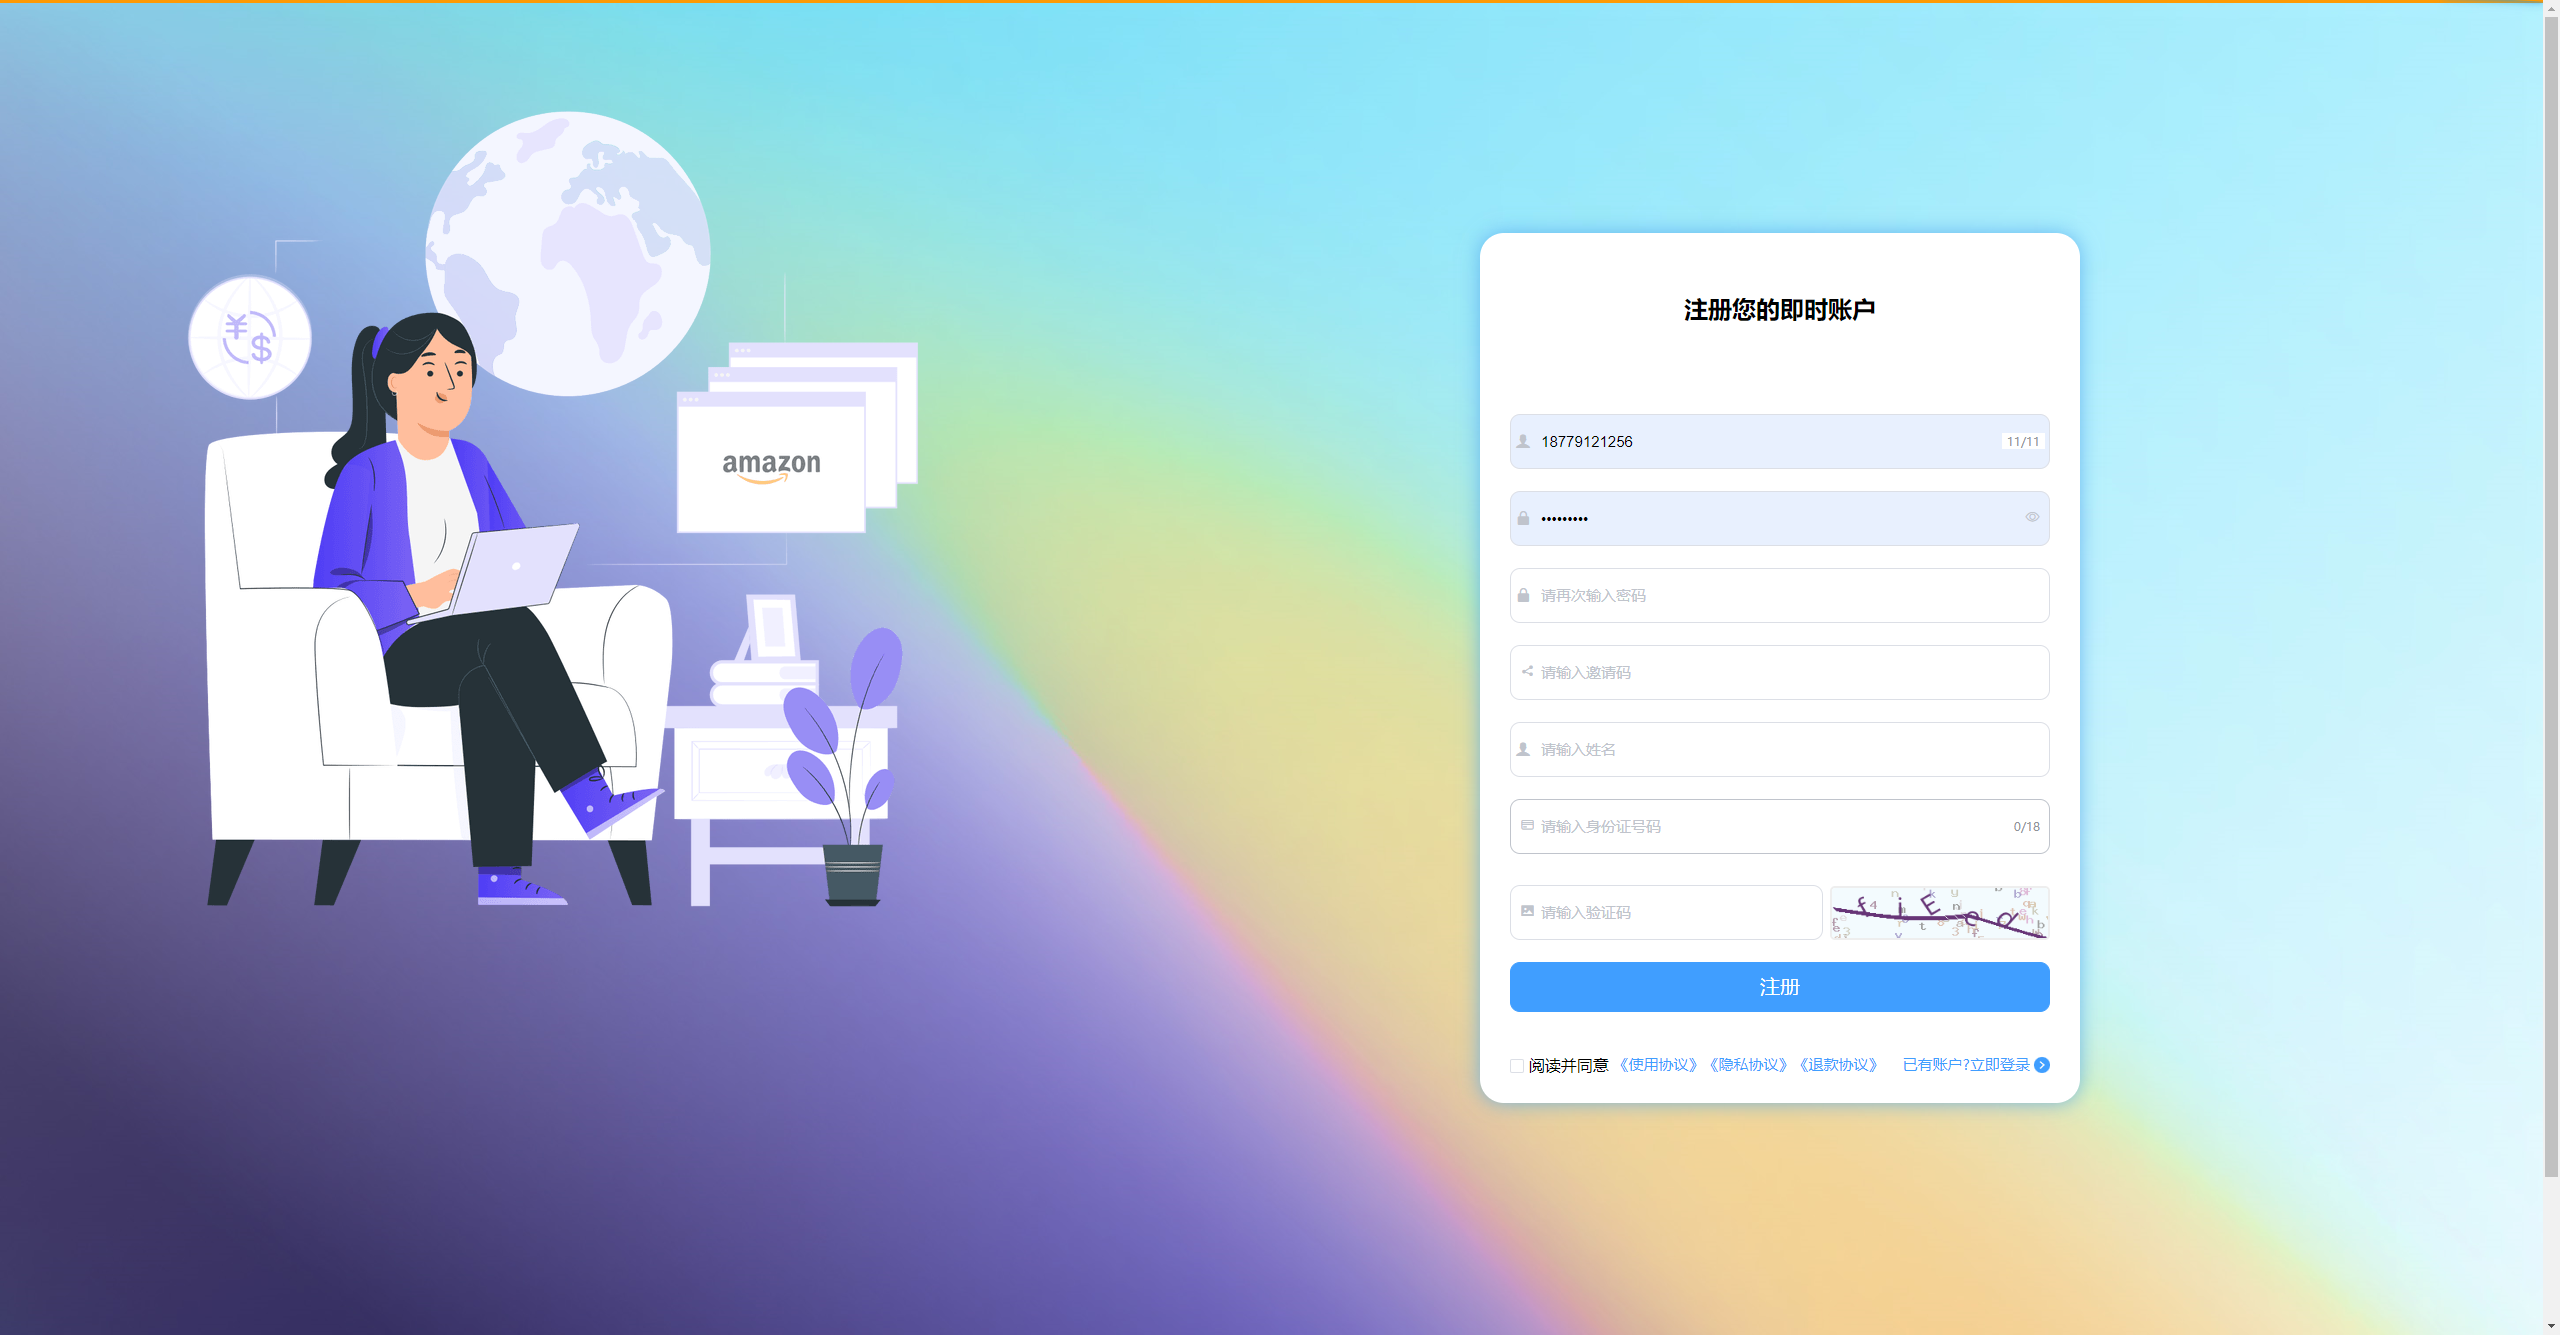 注册您的即时账户
¥
$
amazon
18779121256
11/11
•••••••••
请再次输入密码
请输入邀请码
请输入姓名
请输入身份证号码
0/18
请输入验证码
注册
阅读并同意 《使用协议》 《隐私协议》 《退款协议》 已有账户?立即登录